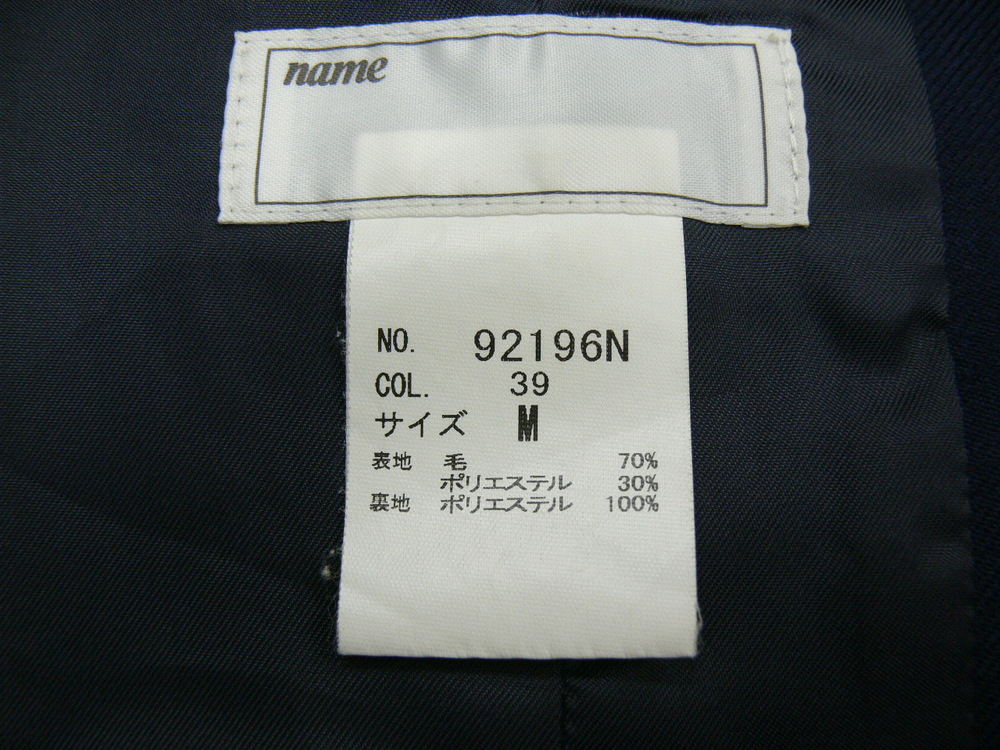 name
NO. 92196N
COL. 39
サイズ M
表地 毛 70%
ポリエステル 30%
裏地 ポリエステル 100%